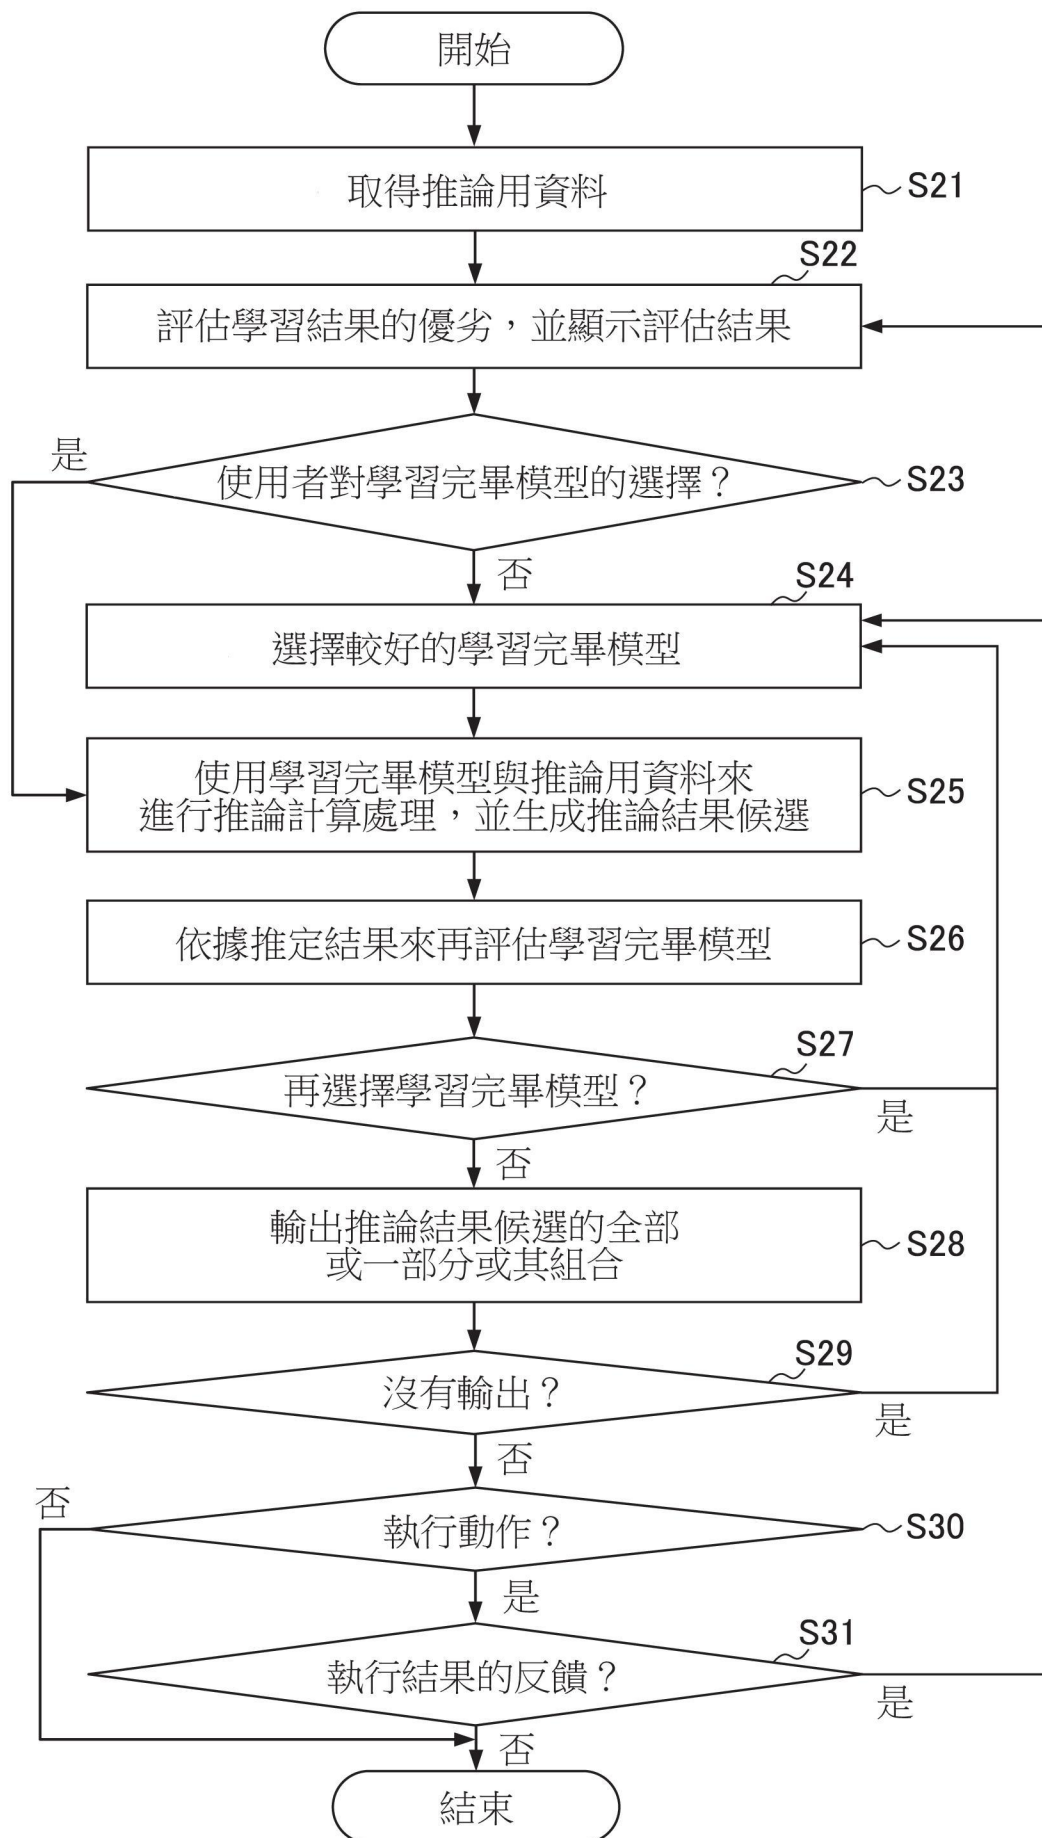 開始
取得推論用資料
S21
S22
評估學習結果的優劣，並顯示評估結果
是
使用者對學習完畢模型的選擇？
S23
否
S24
選擇較好的學習完畢模型
使用學習完畢模型與推論用資料來
進行推論計算處理，並生成推論結果候選
S25
依據推定結果來再評估學習完畢模型
S26
S27
再選擇學習完畢模型？
是
否
輸出推論結果候選的全部
或一部分或其組合
S28
S29
沒有輸出？
是
否
否
執行動作？
S30
是
S31
執行結果的反饋？
是
否
結束